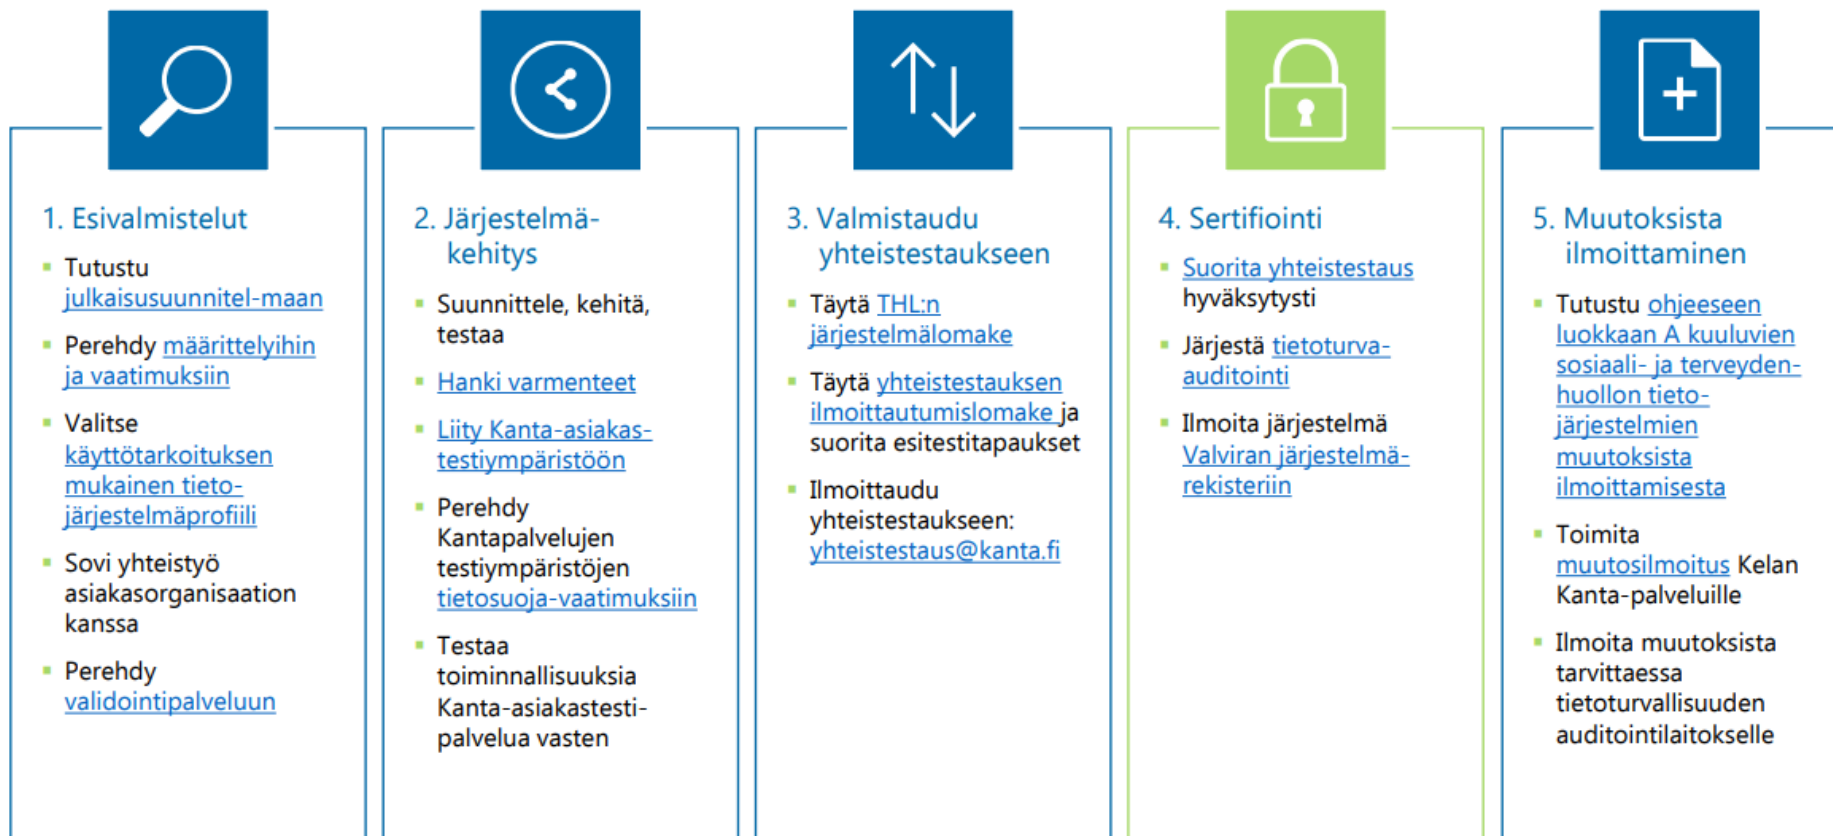 1. Esivalmistelut
Tutustu
julkaisusuunnitel-maan
Perehdy määrittelyihin
ja vaatimuksiin
Valitse
käyttötarkoituksen
mukainen tieto-
järjestelmäprofiili
Sovi yhteistyö
asiakasorganisaation
kanssa
Perehdy
validointipalveluun
2. Järjestelmä-
kehitys
Suunnittele, kehitä,
testaa
Hanki varmenteet
Liity Kanta-asiakas-
testiympäristöön
Perehdy
Kantapalvelujen
testiympäristöjen
tietosuoja-vaatimuksiin
Testaa
toiminnallisuuksia
Kanta-asiakastesti-
palvelua vasten
3. Valmistaudu
yhteistestaukseen
Täytä THL:n
järjestelmälomake
Täytä yhteistestauksen
ilmoittautumislomake ja
suorita esitestitapaukset
Ilmoittaudu
yhteistestaukseen:
yhteistestaus@kanta.fi
4. Sertifiointi
Suorita yhteistestaus
hyväksytysti
Järjestä tietoturva-
auditointi
Ilmoita järjestelmä
Valviran järjestelmä-
rekisteriin
5. Muutoksista
ilmoittaminen
Tutustu ohjeeseen
luokkaan A kuuluvien
sosiaali- ja terveyden-
huollon tieto-
järjestelmien
muutoksista
ilmoittamisesta
Toimita
muutosilmoitus Kelan
Kanta-palveluille
Ilmoita muutoksista
tarvittaessa
tietoturvallisuuden
auditointilaitokselle